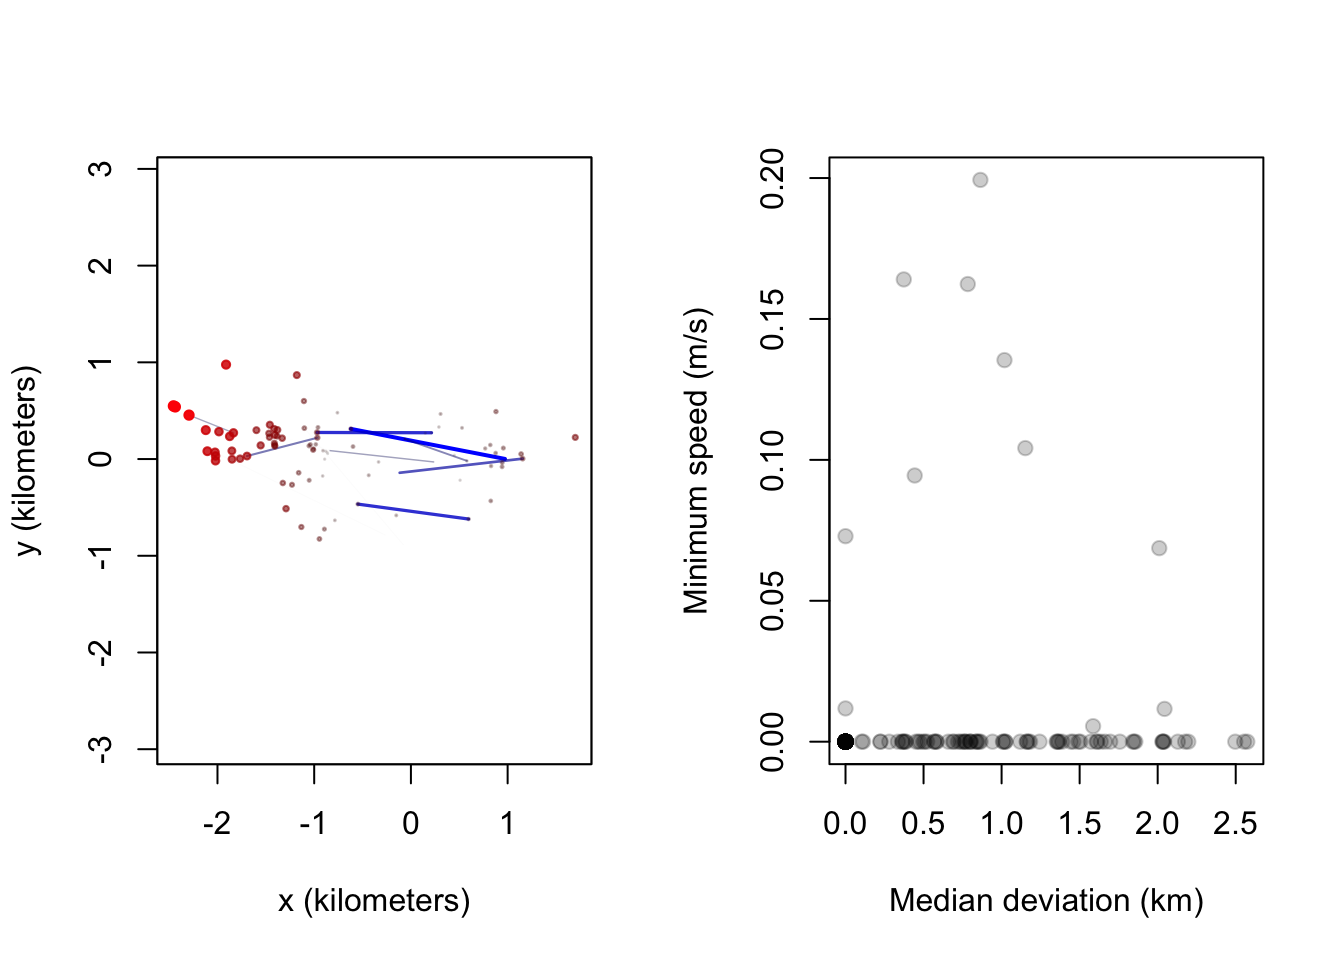 3
2
1
0
-1
-2
-3
y (kilometers)
-2 -1 0 1
x (kilometers)
0.20
0.15
0.10
0.05
0.00
Minimum speed (m/s)
0.0 0.5 1.0 1.5 2.0 2.5
Median deviation (km)